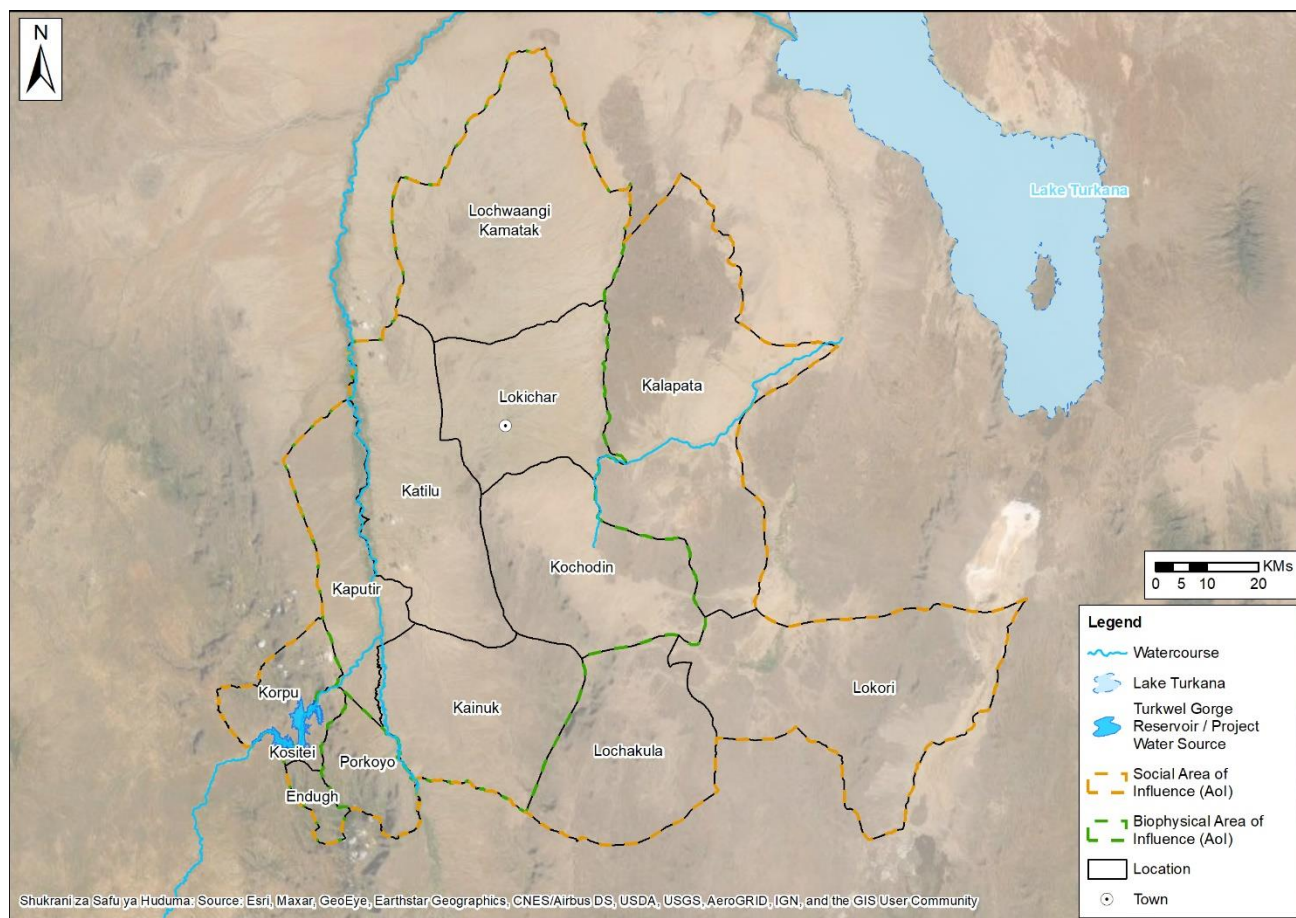 N
Lake Turkana
Lochwaangi
Kamatak
Lokichar
Kalapata
Katilu
Kochodin
Kaputir
Korpu
Kainuk
Lokori
Kositei
Porkoyo
Lochakula
Endugh
KMs
0 5 10 20
Legend
Watercourse
Lake Turkana
Turkwel Gorge
Reservoir / Project
Water Source
Social Area of
Influence (AoI)
Biophysical Area of
Influence (AoI)
Location
Town
Shukrani za Safu ya Huduma: Source: Esri, Maxar, GeoEye, Earthstar Geographics, CNES/Airbus DS, USDA, USGS, AeroGRID, IGN, and the GIS User Community